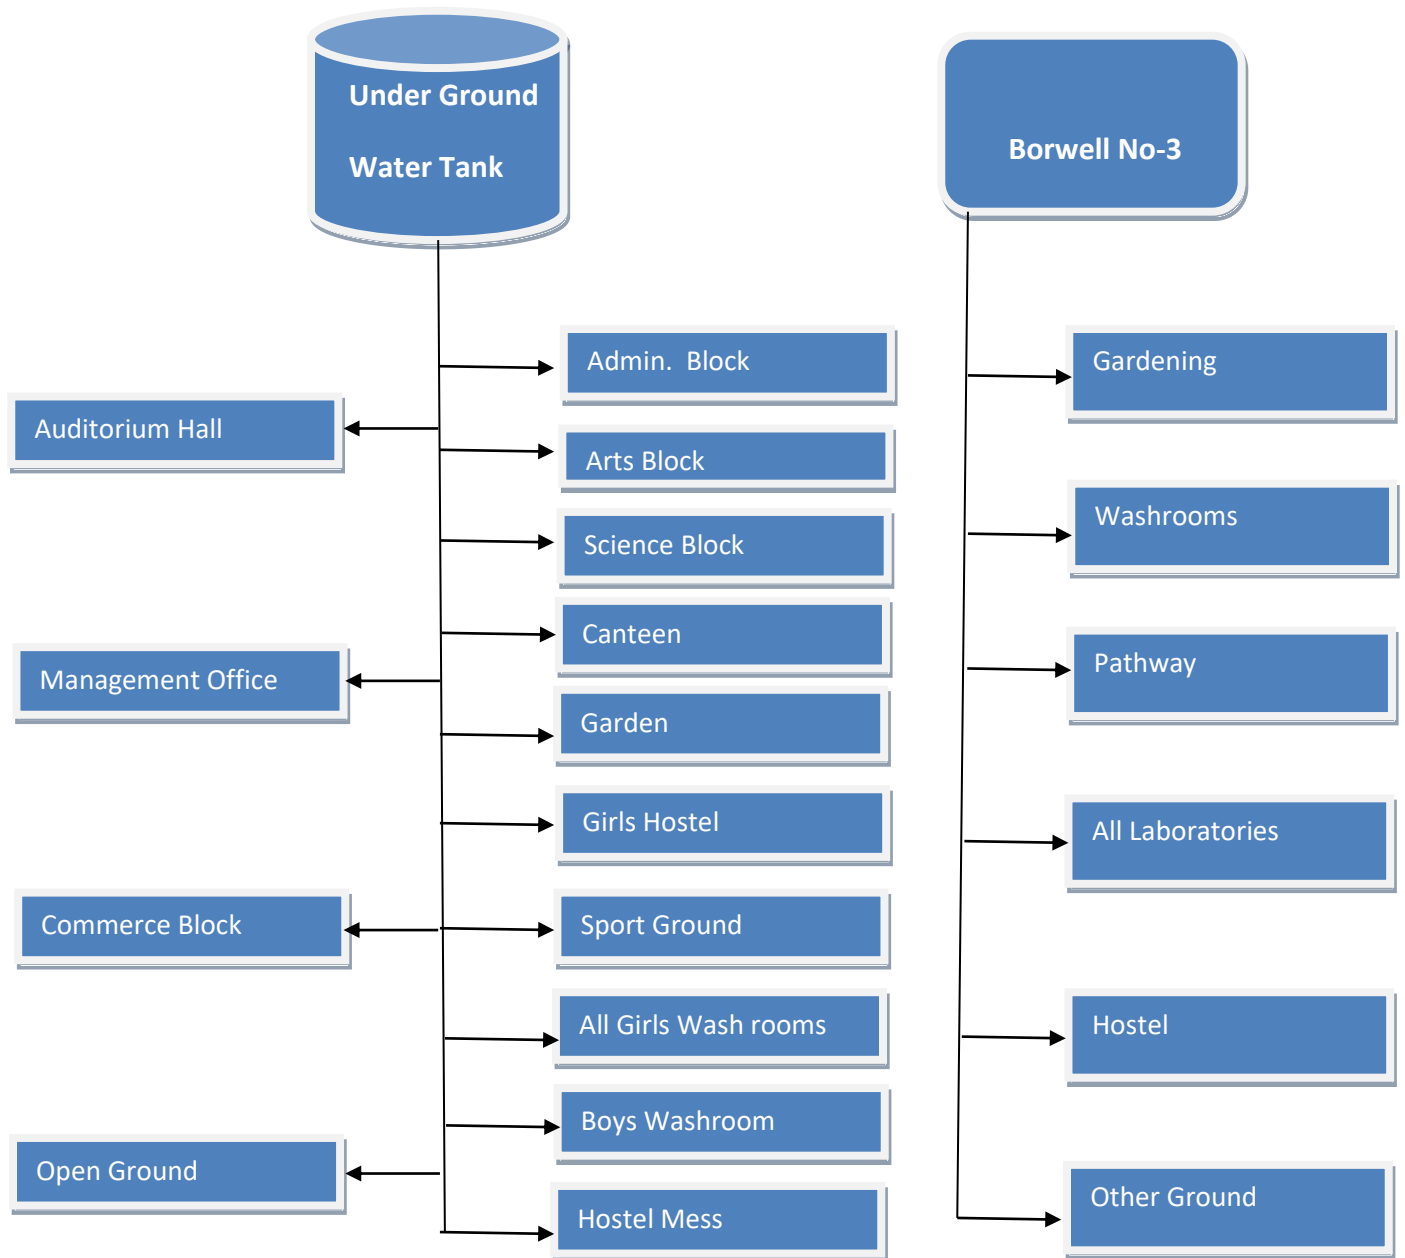 Under Ground
Water Tank
Borwell No-3
Admin. Block
Gardening
Auditorium Hall
Arts Block
Washrooms
Science Block
Canteen
Pathway
Management Office
Garden
Girls Hostel
All Laboratories
Commerce Block
Sport Ground
All Girls Wash rooms
Hostel
Boys Washroom
Open Ground
Other Ground
Hostel Mess